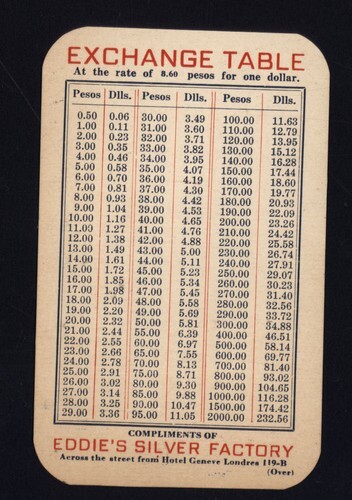 EXCHANGE TABLE
At the rate of 8.60 pesos for one dollar.
Pesos Dlls. Pesos Dlls. Pesos Dlls.
0.50 0.06 30.00 3.49 100.00 11.63
1.00 0.11 31.00 3.60 110.00 12.79
2.00 0.23 32.00 3.71 120.00 13.95
3.00 0.35 33.00 3.82 130.00 15.12
4.00 0.46 34.00 3.95 140.00 16.28
5.00 0.58 35.00 4.07 150.00 17.44
6.00 0.70 36.00 4.19 160.00 18.60
7.00 0.81 37.00 4.30 170.00 19.77
8.00 0.93 38.00 4.42 180.00 20.93
9.00 1.04 39.00 4.53 190.00 22.09
10.00 1.16 40.00 4.65 200.00 23.26
11.00 1.27 41.00 4.76 210.00 24.42
12.00 1.38 42.00 4.88 220.00 25.58
13.00 1.49 43.00 5.00 230.00 26.74
14.00 1.61 44.00 5.11 240.00 27.91
15.00 1.72 45.00 5.23 250.00 29.07
16.00 1.85 46.00 5.34 260.00 30.23
17.00 1.98 47.00 5.45 270.00 31.40
18.00 2.09 48.00 5.58 280.00 32.56
19.00 2.20 49.00 5.69 290.00 33.72
20.00 2.32 50.00 5.81 300.00 34.88
21.00 2.44 55.00 6.39 400.00 46.51
22.00 2.55 60.00 6.97 500.00 58.14
23.00 2.66 65.00 7.55 600.00 69.77
24.00 2.78 70.00 8.13 700.00 81.40
25.00 2.91 75.00 8.71 800.00 93.02
26.00 3.02 80.00 9.30 900.00 104.65
27.00 3.14 85.00 9.88 1000.00 116.28
28.00 3.25 90.00 10.47 1500.00 174.42
29.00 3.36 95.00 11.05 2000.00 232.56
COMPLIMENTS OF
EDDIE'S SILVER FACTORY
Across the street from Hotel Geneve Londres 119-B
(Over)